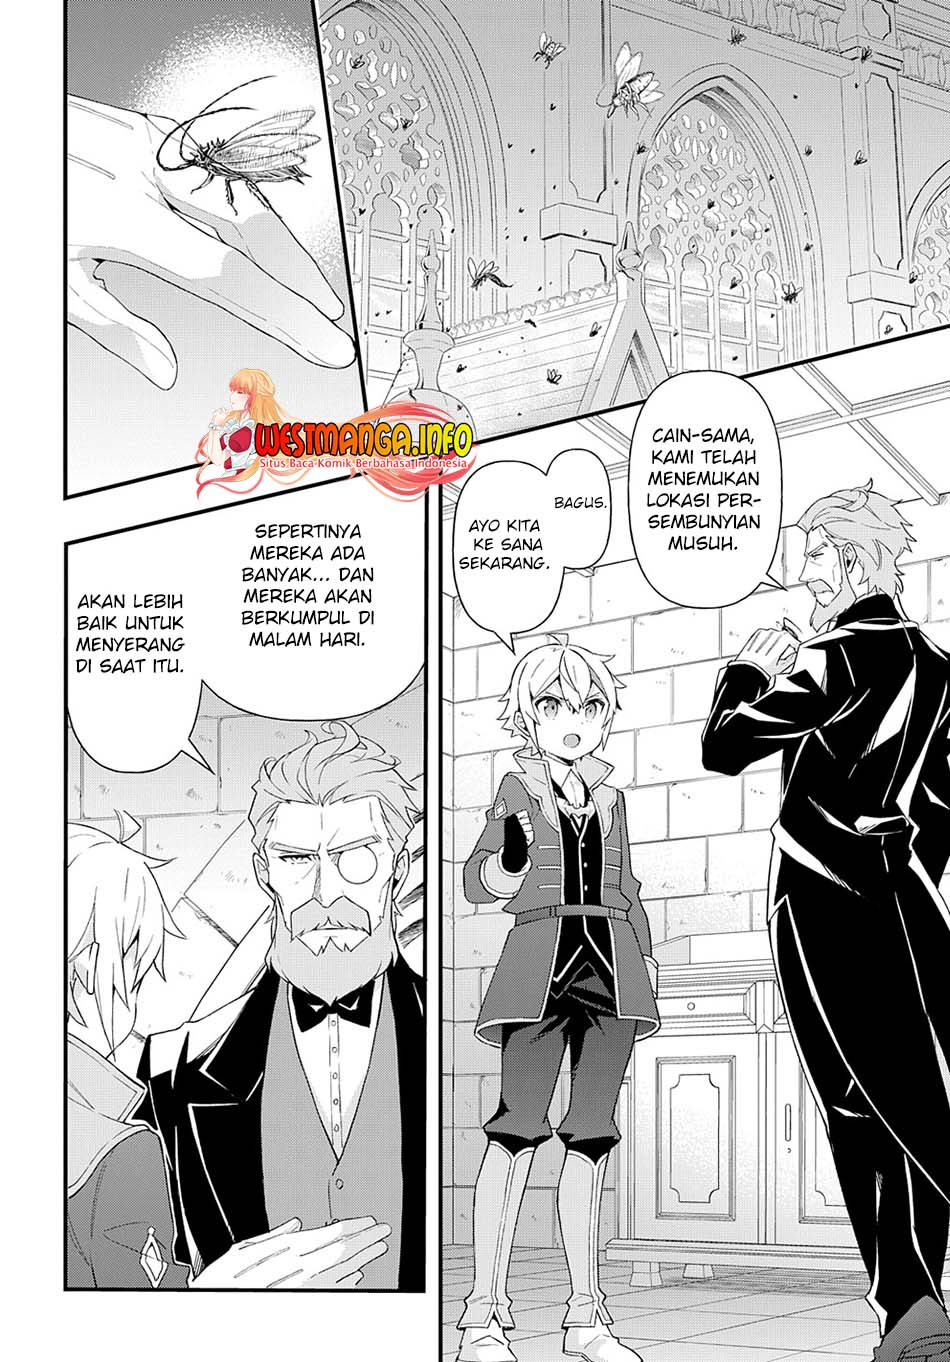 WESTMANGA.INFO
Situs Baca Komik Berbahasa Indonesia
CAIN-SAMA,
KAMI TELAH
MENEMUKAN
LOKASI PER-
SEMBUNYIAN
MUSUH.
BAGUS.
AYO KITA
KE SANA
SEKARANG.
SEPERTINYA
MEREKA ADA
BANYAK... DAN
MEREKA AKAN
BERKUMPUL DI
MALAM HARI.
AKAN LEBIH
BAIK UNTUK
MENYERANG
DI SAAT ITU.